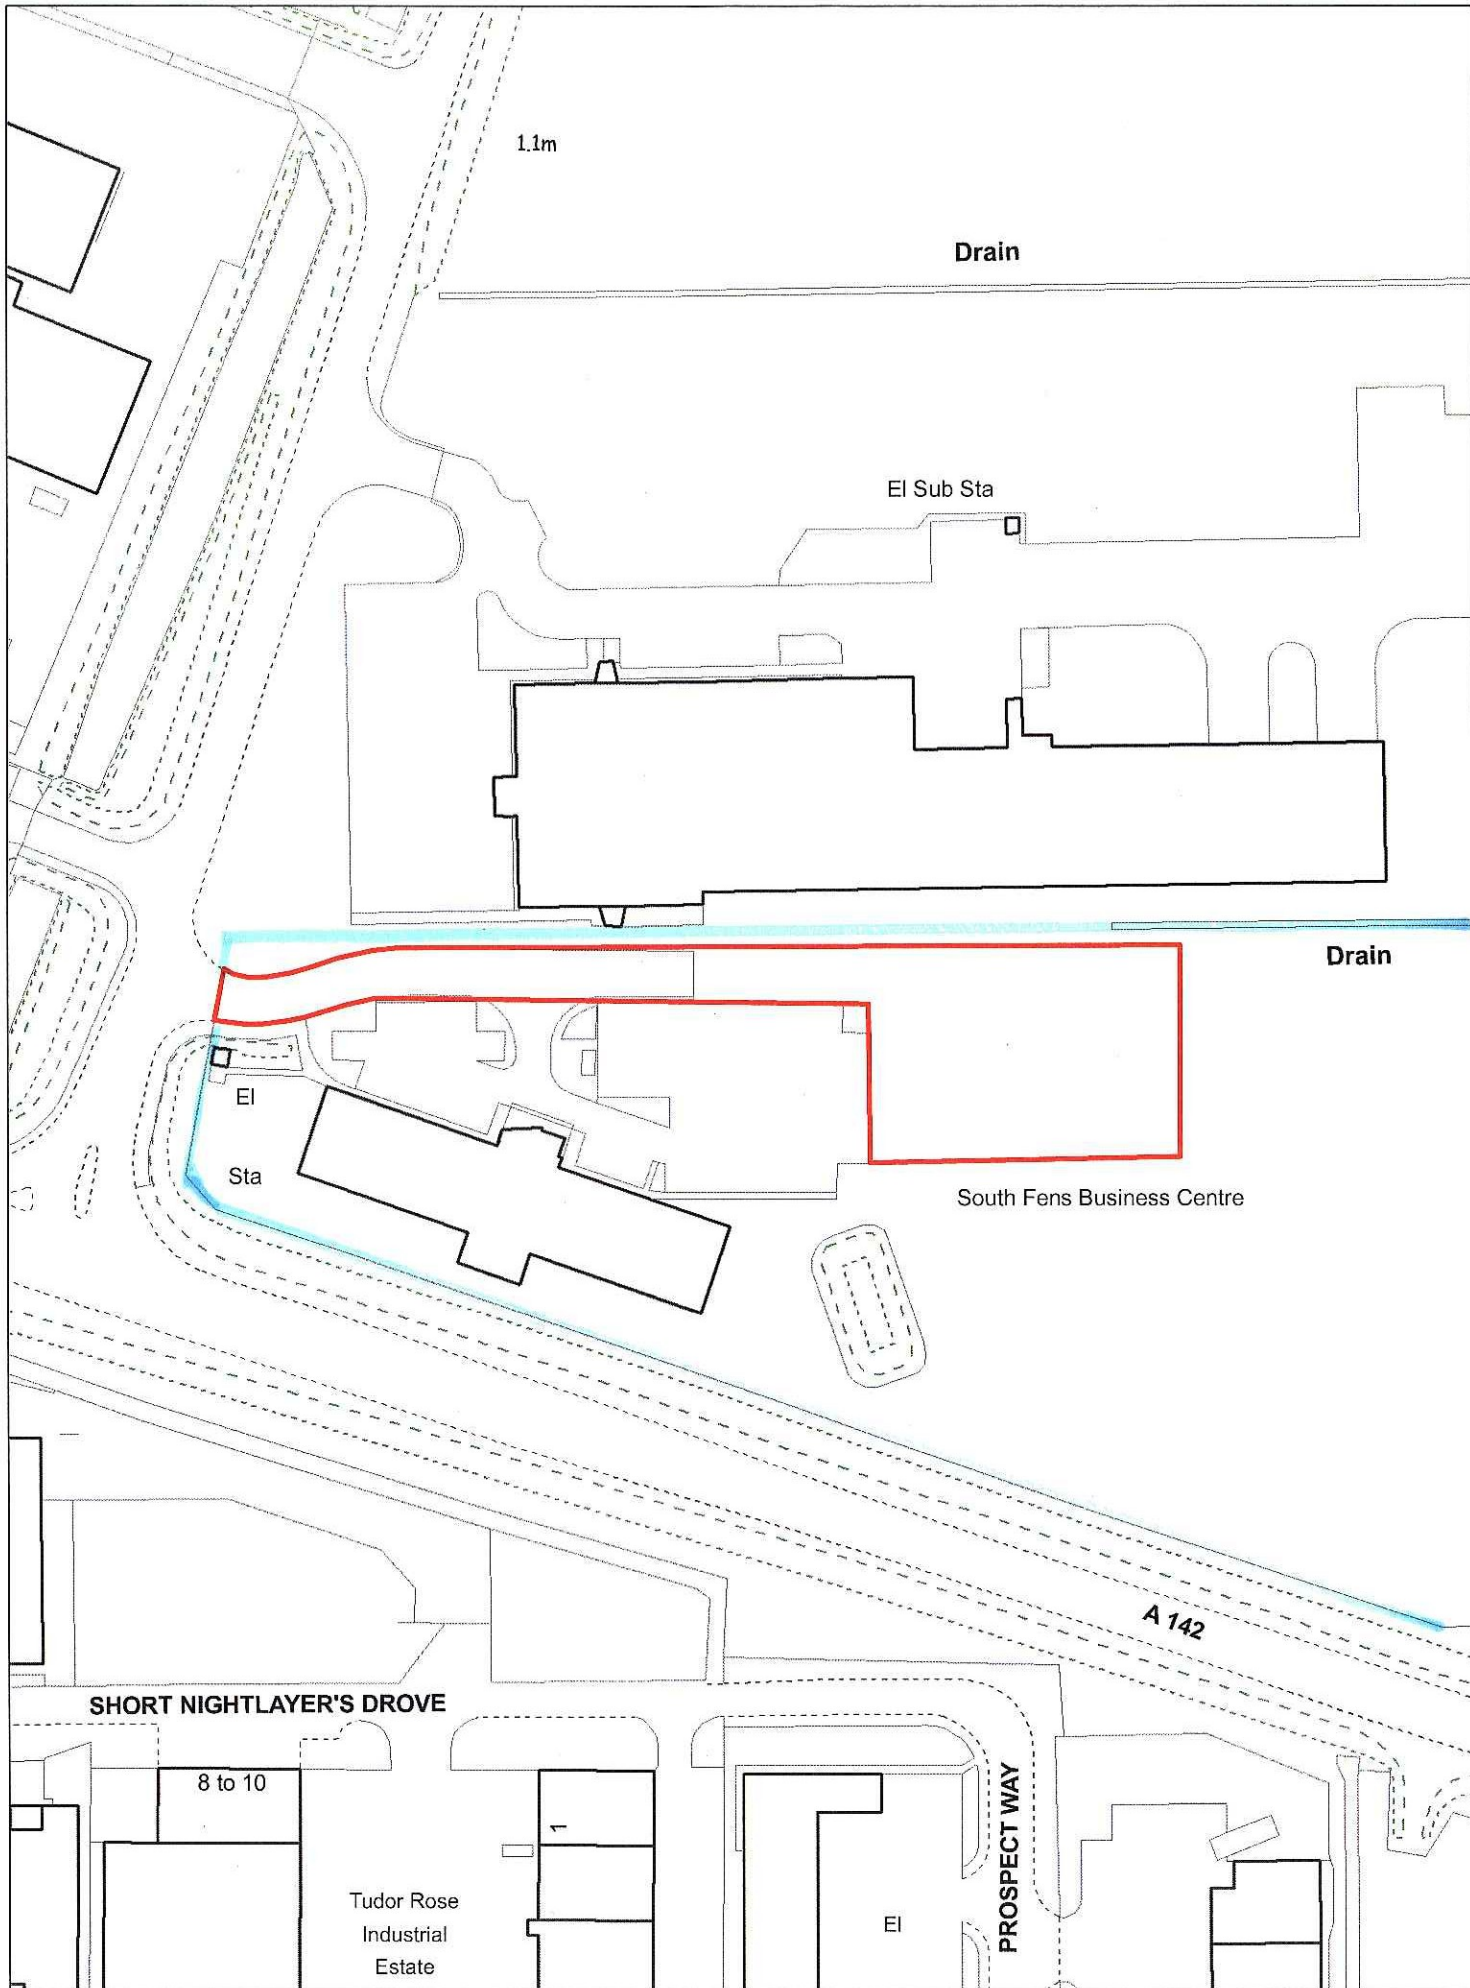 1.1m
Drain
El Sub Sta
Drain
El
Sta
South Fens Business Centre
A 142
SHORT NIGHTLAYER'S DROVE
8 to 10
1
PROSPECT WAY
Tudor Rose
Industrial
Estate
El